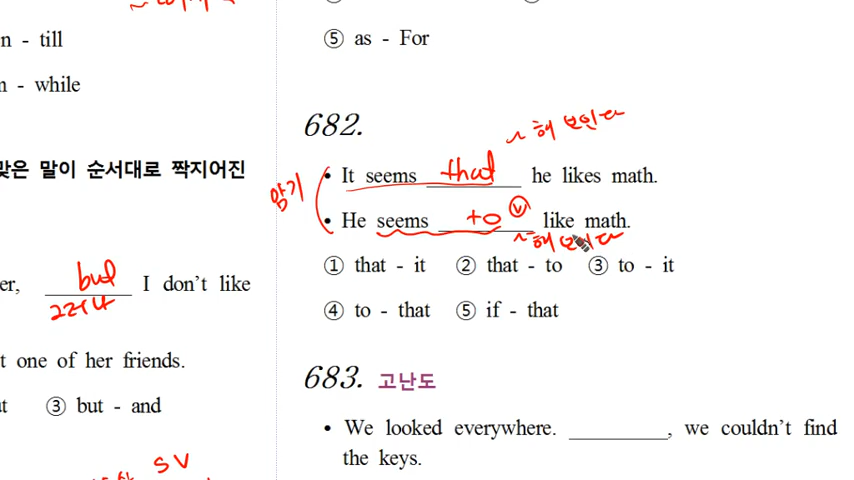 n - till
n - while
맞은 말이 순서대로 짝지어진
er, but I don't like
그러나
t one of her friends.
t ③ but - and
SV
⑤ as - For
682.
~해 보인다
암기
• It seems that he likes math.
• He seems to ⓥ like math.
~해 보인다
① that - it ② that - to ③ to - it
④ to - that ⑤ if - that
683. 고난도
• We looked everywhere. ________, we couldn't find
the keys.